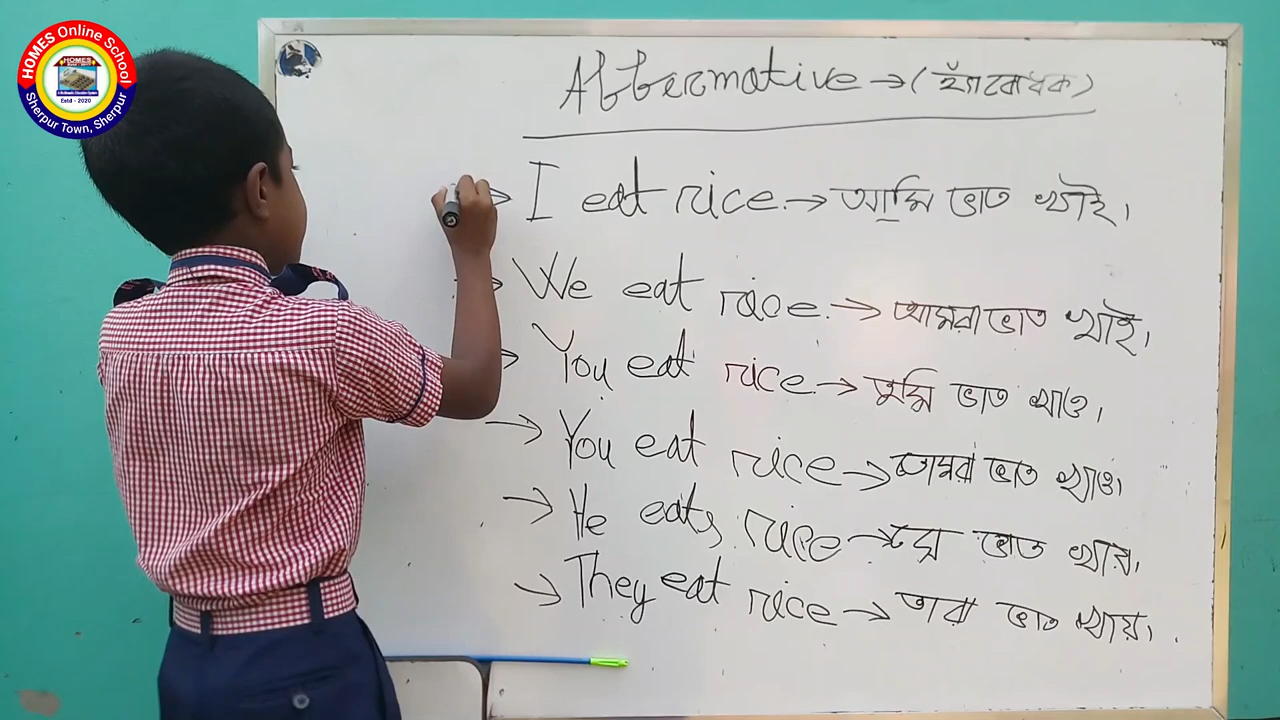 HOMES Online School
HOMES
Estd - 2020
Sherpur Town, Sherpur
Affermative → (হ্যাঁবোধক)
→ I eat rice. → আমি ভাত খাই।
→ We eat rice. → আমরা ভাত খাই।
→ You eat rice → তুমি ভাত খাও।
→ You eat rice → তোমরা ভাত খাও।
→ He eats rice → সে ভাত খায়।
→ They eat rice → তারা ভাত খায়।